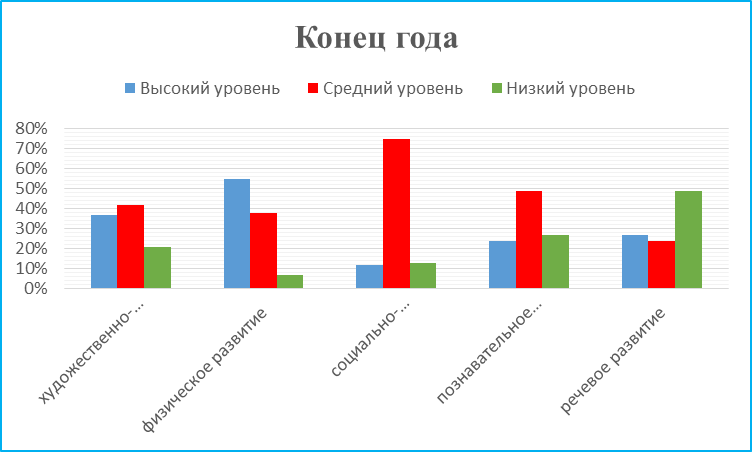 Конец года
Высокий уровень Средний уровень Низкий уровень
80%
70%
60%
50%
40%
30%
20%
10%
0%
художественно-...
физическое развитие
социально-...
познавательное...
речевое развитие